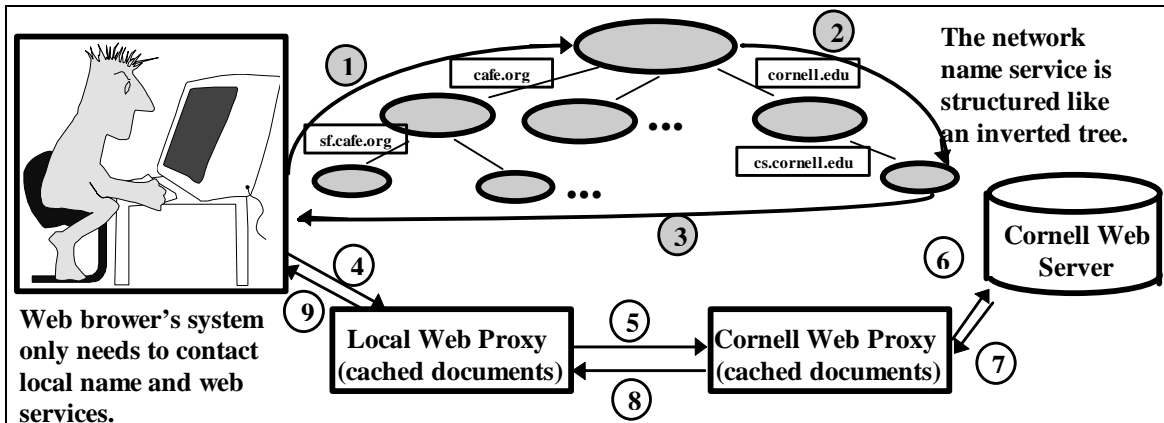 1
2
cafe.org
cornell.edu
sf.cafe.org
cs.cornell.edu
...
...
The network
name service is
structured like
an inverted tree.
3
4
9
5
8
6
7
Cornell Web
Server
Web brower's system
only needs to contact
local name and web
services.
Local Web Proxy
(cached documents)
Cornell Web Proxy
(cached documents)